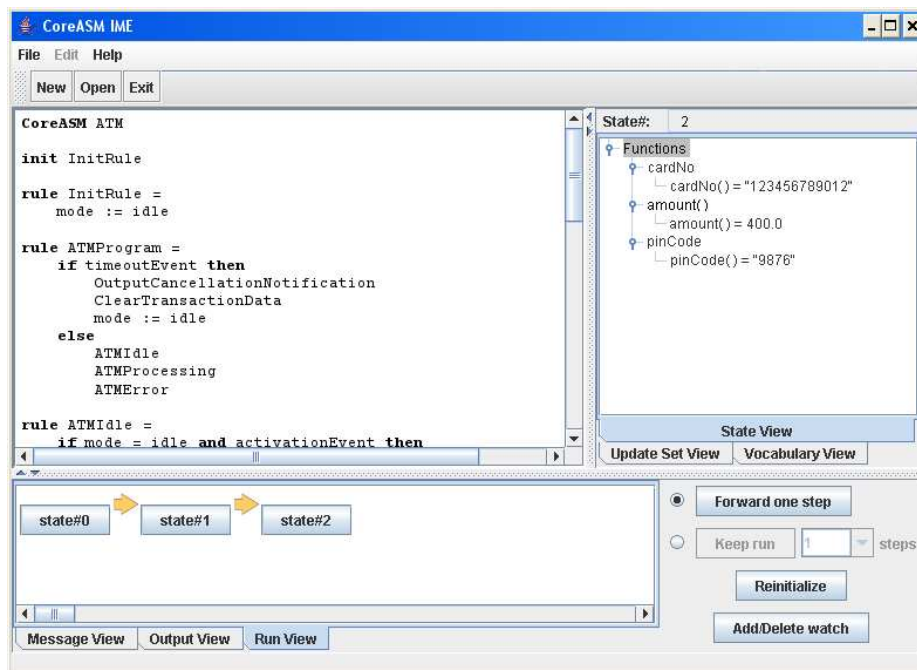 CoreASM IME
File Edit Help
New Open Exit
CoreASM ATM
init InitRule
rule InitRule =
mode := idle
rule ATMProgram =
if timeoutEvent then
OutputCancellationNotification
ClearTransactionData
mode := idle
else
ATMIdle
ATMProcessing
ATMError
rule ATMIdle =
if mode = idle and activationEvent then
State#: 2
Functions
cardNo
cardNo() = "123456789012"
amount()
amount() = 400.0
pinCode
pinCode() = "9876"
State View
Update Set View Vocabulary View
state#0 state#1 state#2
Message View Output View Run View
Forward one step
Keep run 1 steps
Reinitialize
Add/Delete watch